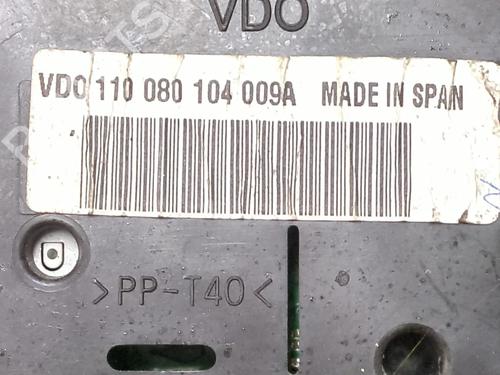 VDO
VDO 110 080 104 009A MADE IN SPAN
>PP-T40<